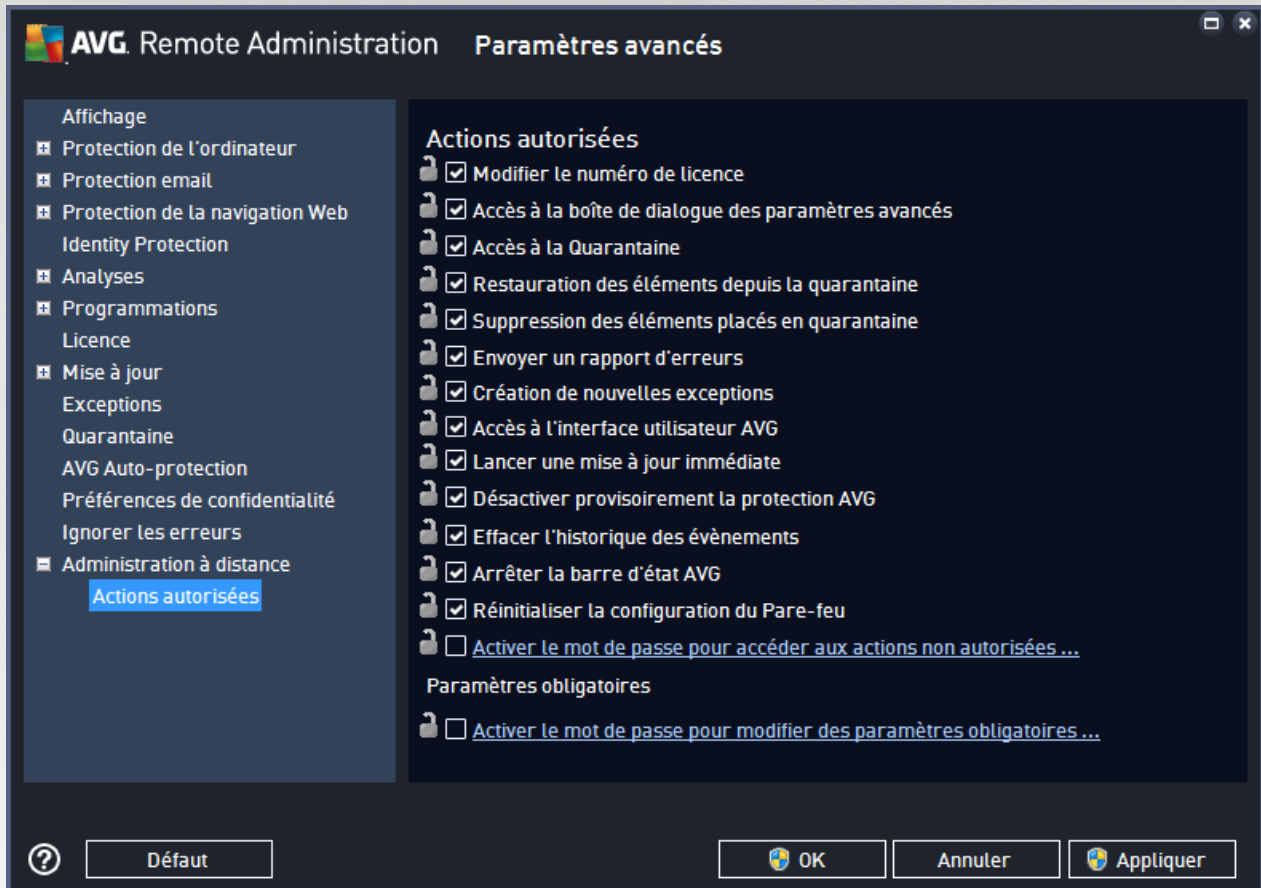 AVG. Remote Administration Paramètres avancés
Affichage
Protection de l'ordinateur
Protection email
Protection de la navigation Web
Identity Protection
Analyses
Programmations
Licence
Mise à jour
Exceptions
Quarantaine
AVG Auto-protection
Préférences de confidentialité
Ignorer les erreurs
Administration à distance
Actions autorisées
Actions autorisées
Modifier le numéro de licence
Accès à la boîte de dialogue des paramètres avancés
Accès à la Quarantaine
Restauration des éléments depuis la quarantaine
Suppression des éléments placés en quarantaine
Envoyer un rapport d'erreurs
Création de nouvelles exceptions
Accès à l'interface utilisateur AVG
Lancer une mise à jour immédiate
Désactiver provisoirement la protection AVG
Effacer l'historique des évènements
Arrêter la barre d'état AVG
Réinitialiser la configuration du Pare-feu
Activer le mot de passe pour accéder aux actions non autorisées ...
Paramètres obligatoires
Activer le mot de passe pour modifier des paramètres obligatoires ...
? Défaut OK Annuler Appliquer